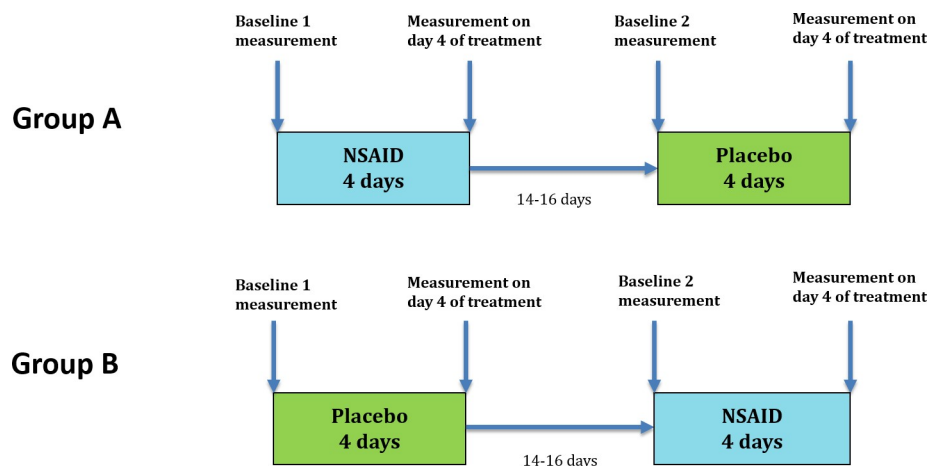 Baseline 1
measurement
Measurement on
day 4 of treatment
Baseline 2
measurement
Measurement on
day 4 of treatment
Group A
NSAID
4 days
14-16 days
Placebo
4 days
Baseline 1
measurement
Measurement on
day 4 of treatment
Baseline 2
measurement
Measurement on
day 4 of treatment
Group B
Placebo
4 days
14-16 days
NSAID
4 days